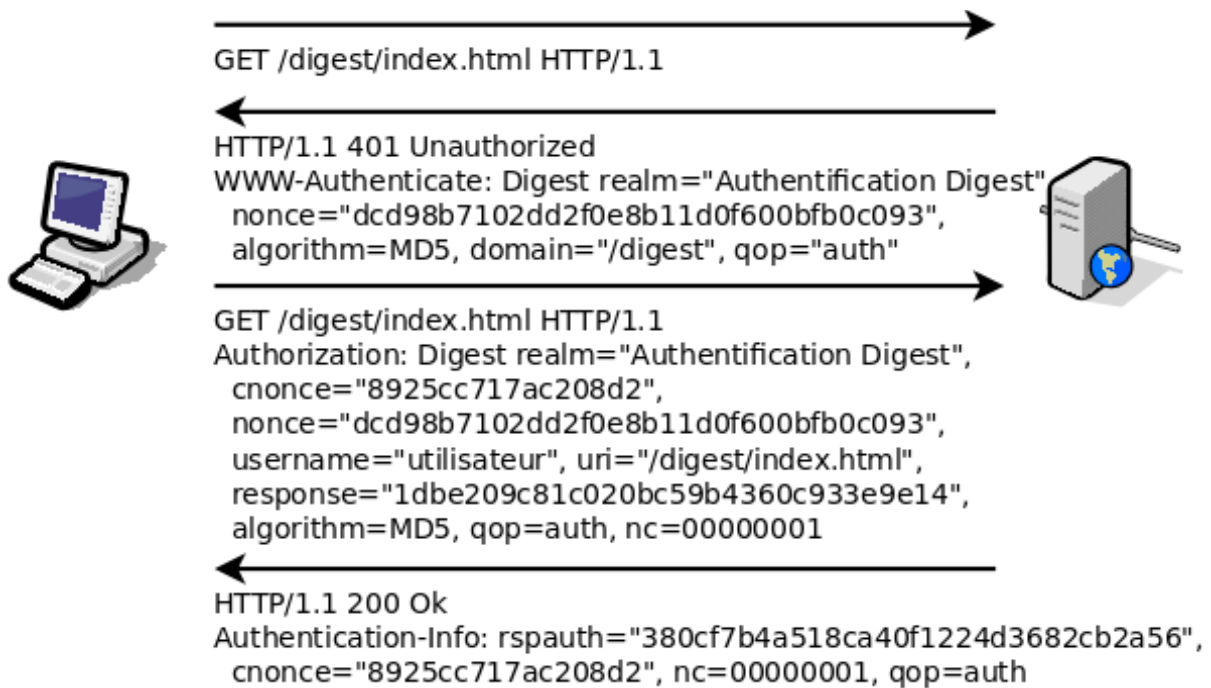 GET /digest/index.html HTTP/1.1
HTTP/1.1 401 Unauthorized
WWW-Authenticate: Digest realm="Authentification Digest"
nonce="dcd98b7102dd2f0e8b11d0f600bfb0c093",
algorithm=MD5, domain="/digest", qop="auth"
GET /digest/index.html HTTP/1.1
Authorization: Digest realm="Authentification Digest",
cnonce="8925cc717ac208d2",
nonce="dcd98b7102dd2f0e8b11d0f600bfb0c093",
username="utilisateur", uri="/digest/index.html",
response="1dbe209c81c020bc59b4360c933e9e14",
algorithm=MD5, qop=auth, nc=00000001
HTTP/1.1 200 Ok
Authentication-Info: rspauth="380cf7b4a518ca40f1224d3682cb2a56",
cnonce="8925cc717ac208d2", nc=00000001, qop=auth